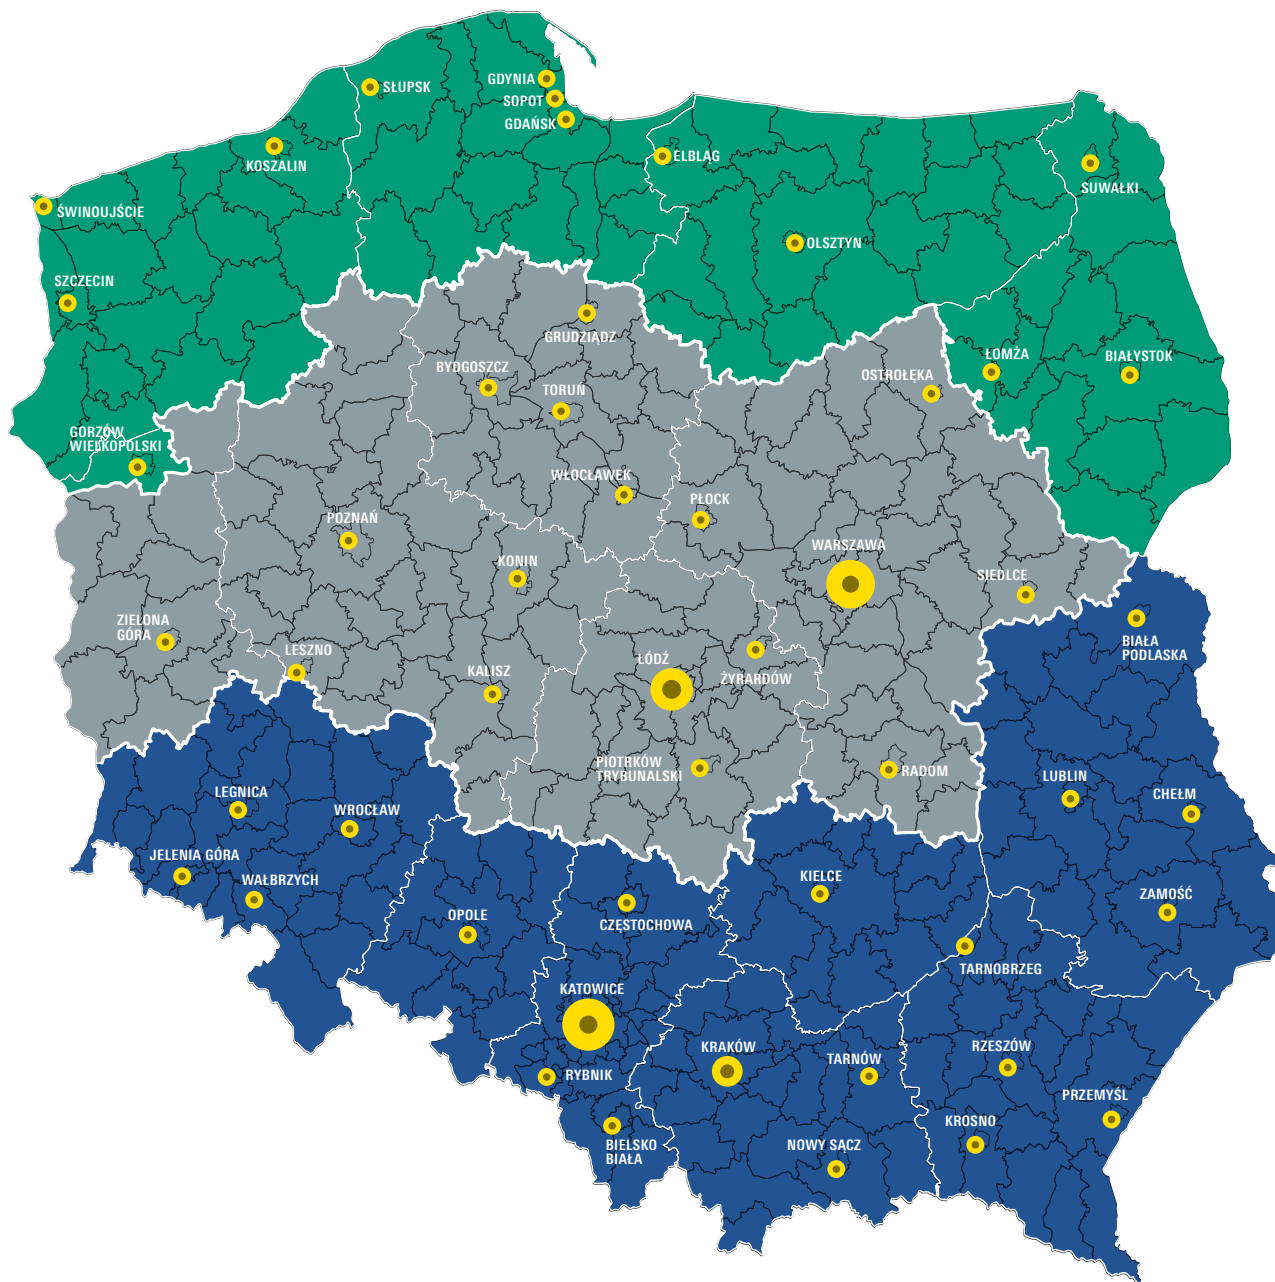 GDYNIA
SŁUPSK
SOPOT
GDAŃSK
ELBLĄG
KOSZALIN
SUWAŁKI
ŚWINOUJŚCIE
OLSZTYN
SZCZECIN
GRUDZIĄDZ
ŁOMŻA
BIAŁYSTOK
BYDGOSZCZ
OSTROŁĘKA
TORUŃ
GORZÓW
WIELKOPOLSKI
WŁOCŁAWEK
PŁOCK
POZNAŃ
WARSZAWA
KONIN
SIEDLCE
ZIELONA
GÓRA
BIAŁA
PODLASKA
LESZNO
ŁÓDŹ
KALISZ
ŻYRARDÓW
PIOTRKÓW
TRYBUNALSKI
RADOM
LUBLIN
LEGNICA
CHEŁM
WROCŁAW
JELENIA GÓRA
KIELCE
WAŁBRZYCH
ZAMOŚĆ
OPOLE
CZĘSTOCHOWA
TARNOBRZEG
KATOWICE
KRAKÓW
RZESZÓW
TARNÓW
RYBNIK
PRZEMYŚL
KROSNO
BIELSKO
BIAŁA
NOWY SĄCZ